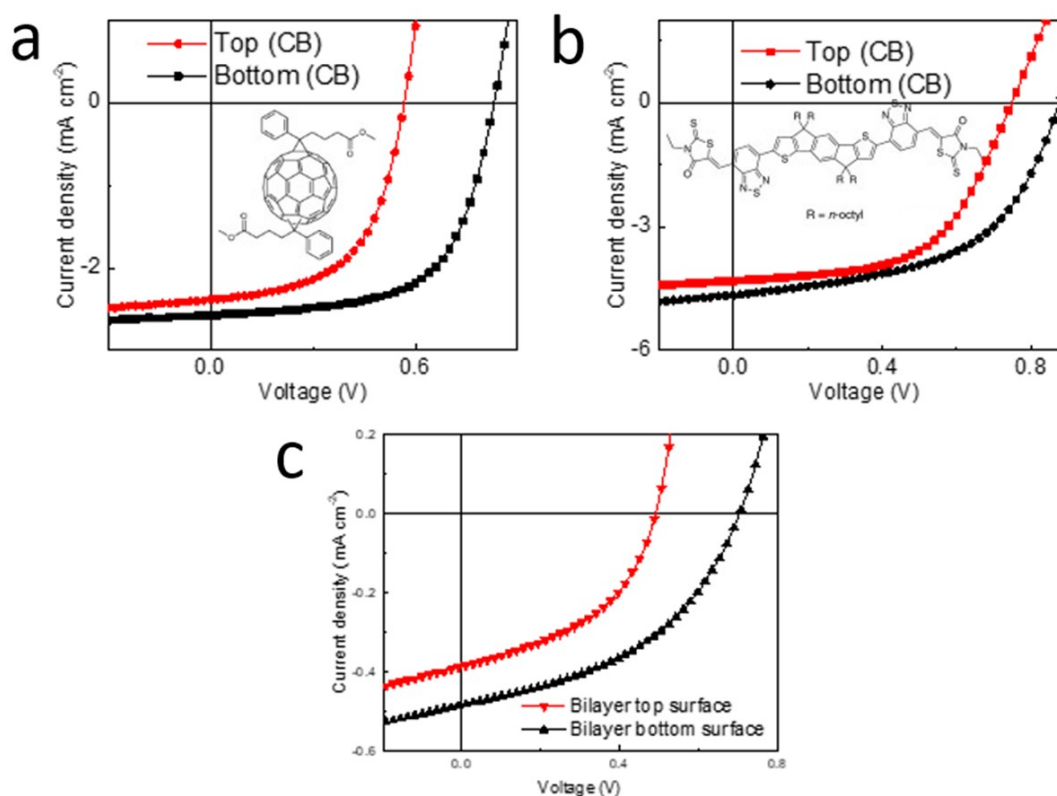 a
Top (CB)
Bottom (CB)
0
-2
0.0 0.6
Current density (mA cm⁻²)
Voltage (V)
O
O
O
O
b
Top (CB)
Bottom (CB)
0
-3
-6
0.0 0.4 0.8
Current density (mA cm⁻²)
Voltage (V)
R R
R R
R = n-octyl
N S N
N S N
S
N
S
O
S
S
S
O
N
S
S
c
0.2
0.0
-0.2
-0.4
-0.6
0.0 0.4 0.8
Current density (mA cm⁻²)
Voltage (V)
Bilayer top surface
Bilayer bottom surface